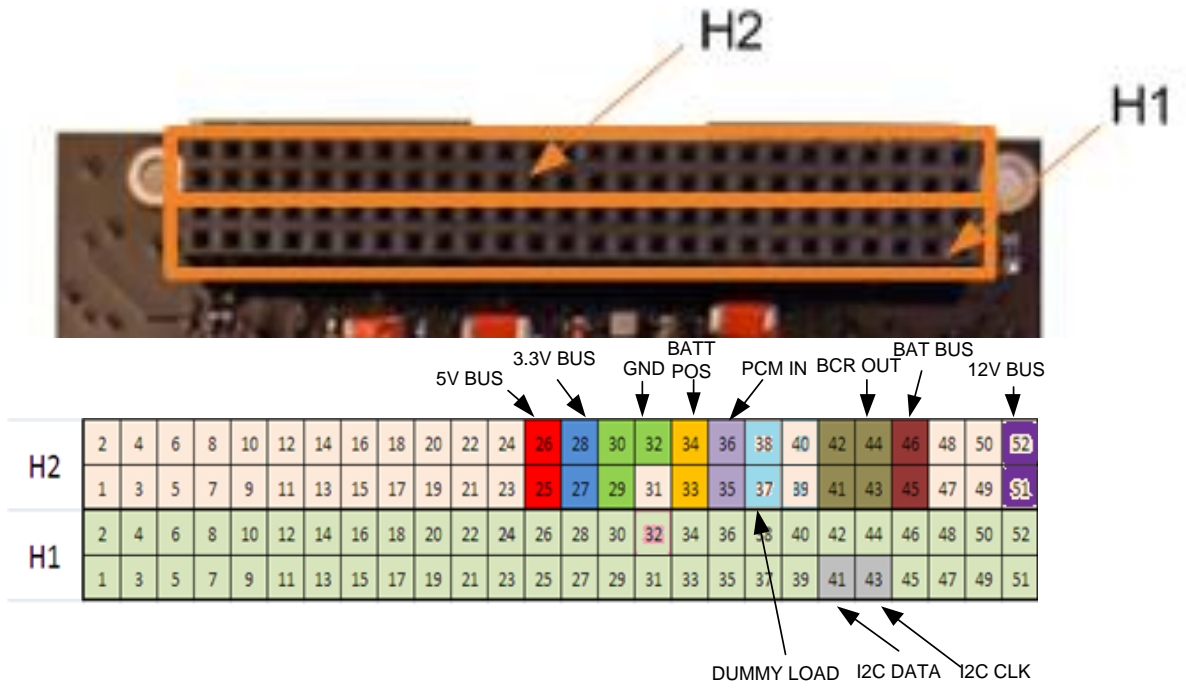 H2
H1
5V BUS
3.3V BUS
GND
BATT
POS
PCM IN
BCR OUT
BAT BUS
12V BUS
H2
2 4 6 8 10 12 14 16 18 20 22 24 26 28 30 32 34 36 38 40 42 44 46 48 50 52
1 3 5 7 9 11 13 15 17 19 21 23 25 27 29 31 33 35 37 39 41 43 45 47 49 51
H1
2 4 6 8 10 12 14 16 18 20 22 24 26 28 30 32 34 36 38 40 42 44 46 48 50 52
1 3 5 7 9 11 13 15 17 19 21 23 25 27 29 31 33 35 37 39 41 43 45 47 49 51
DUMMY LOAD
I2C DATA
I2C CLK